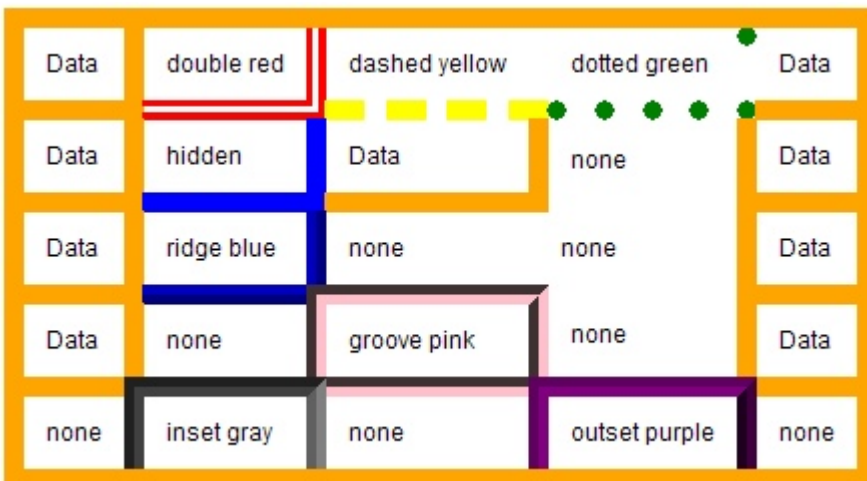 Data double red dashed yellow dotted green Data
Data hidden Data none Data
Data ridge blue none none Data
Data none groove pink none Data
none inset gray none outset purple none